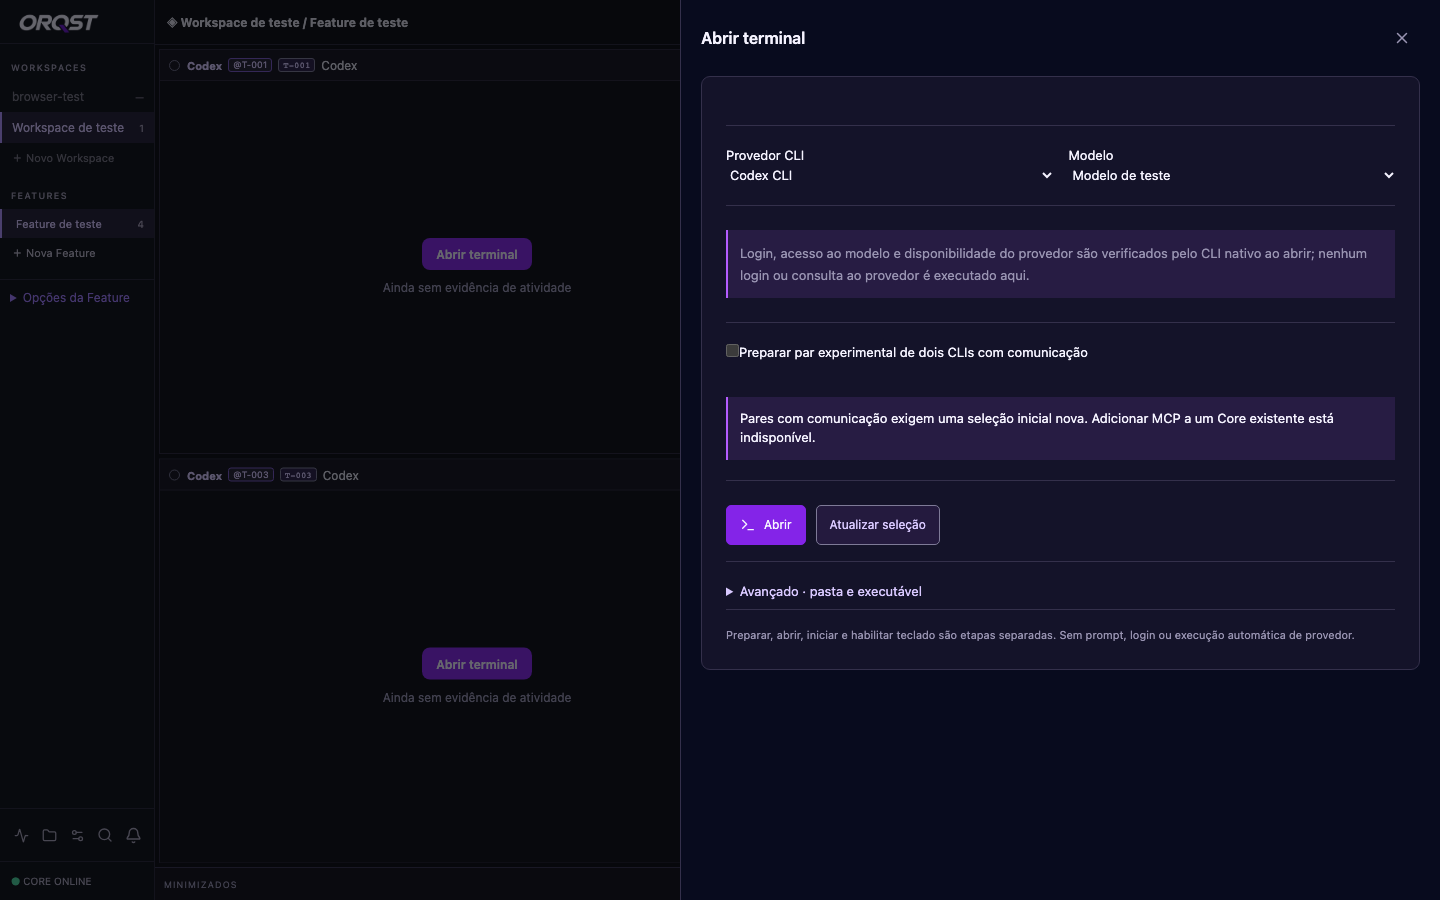 ORQST
◈ Workspace de teste / Feature de teste
WORKSPACES
browser-test —
Workspace de teste 1
+ Novo Workspace
FEATURES
Feature de teste 4
+ Nova Feature
▶ Opções da Feature
CORE ONLINE
Codex @T-001 T-001 Codex
Abrir terminal
Ainda sem evidência de atividade
Codex @T-003 T-003 Codex
Abrir terminal
Ainda sem evidência de atividade
MINIMIZADOS
Abrir terminal
Provedor CLI
Codex CLI
Modelo
Modelo de teste
Login, acesso ao modelo e disponibilidade do provedor são verificados pelo CLI nativo ao abrir; nenhum
login ou consulta ao provedor é executado aqui.
Preparar par experimental de dois CLIs com comunicação
Pares com comunicação exigem uma seleção inicial nova. Adicionar MCP a um Core existente está
indisponível.
Abrir
Atualizar seleção
▶ Avançado · pasta e executável
Preparar, abrir, iniciar e habilitar teclado são etapas separadas. Sem prompt, login ou execução automática de provedor.